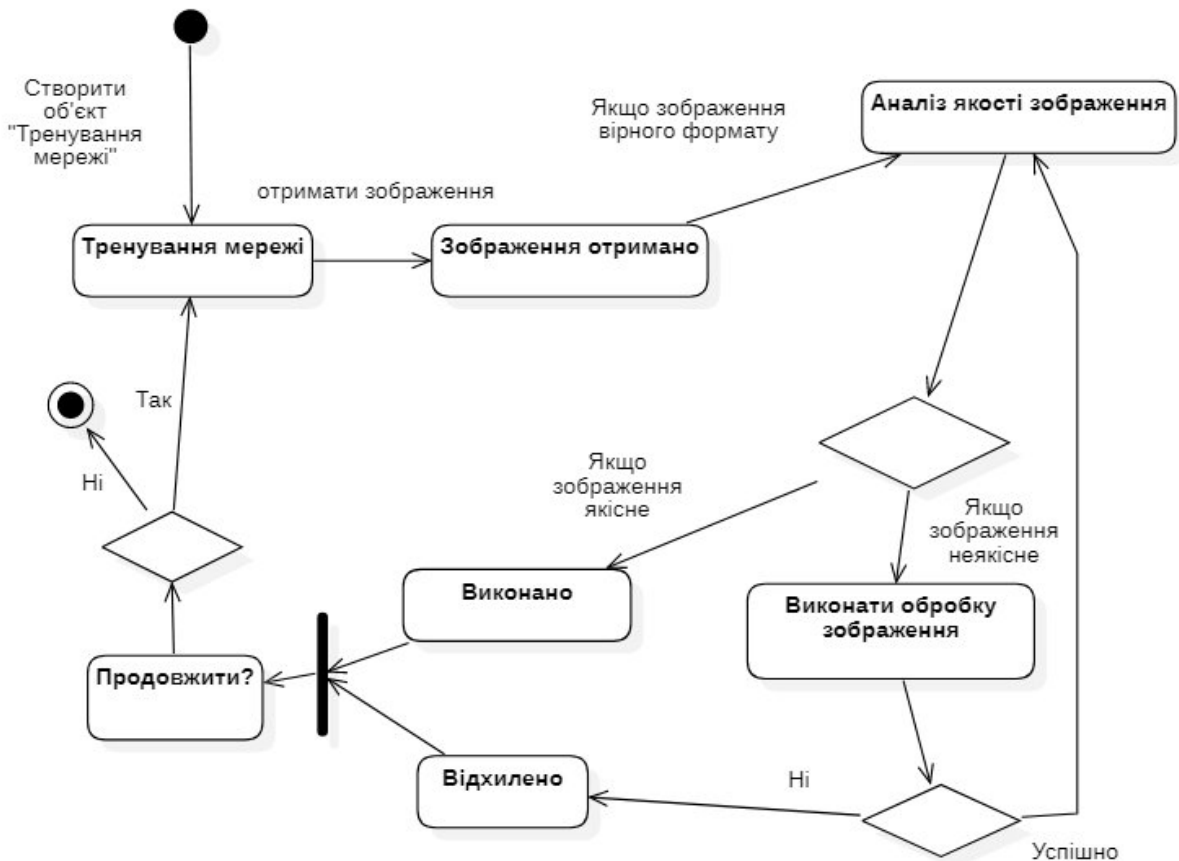 Створити
об'єкт
"Тренування
мережі"
Якщо зображення
вірного формату
Аналіз якості зображення
отримати зображення
Тренування мережі
Зображення отримано
Так
Ні
Якщо
зображення
якісне
Якщо
зображення
неякісне
Виконано
Виконати обробку
зображення
Продовжити?
Відхилено
Ні
Успішно